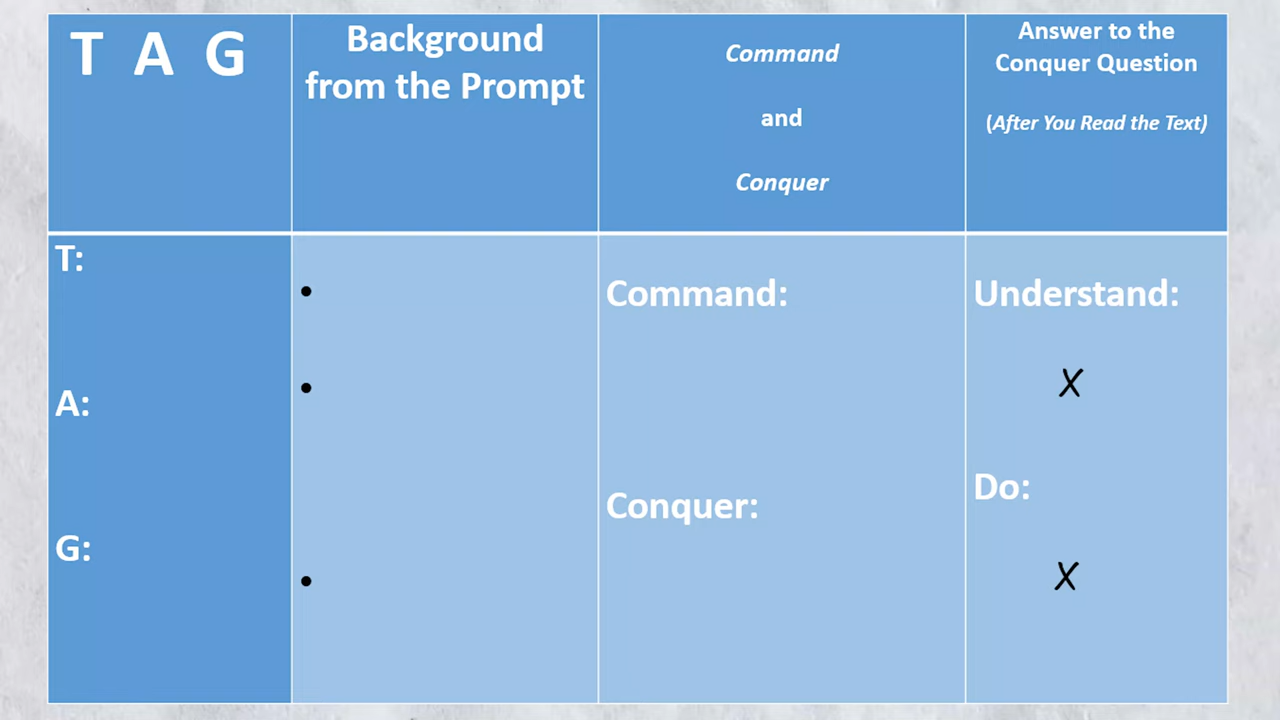 T A G
Background
from the Prompt
Command
and
Conquer
Answer to the
Conquer Question
(After You Read the Text)
T:
A:
G:
•
•
•
Command:
Conquer:
Understand:
X
Do:
X